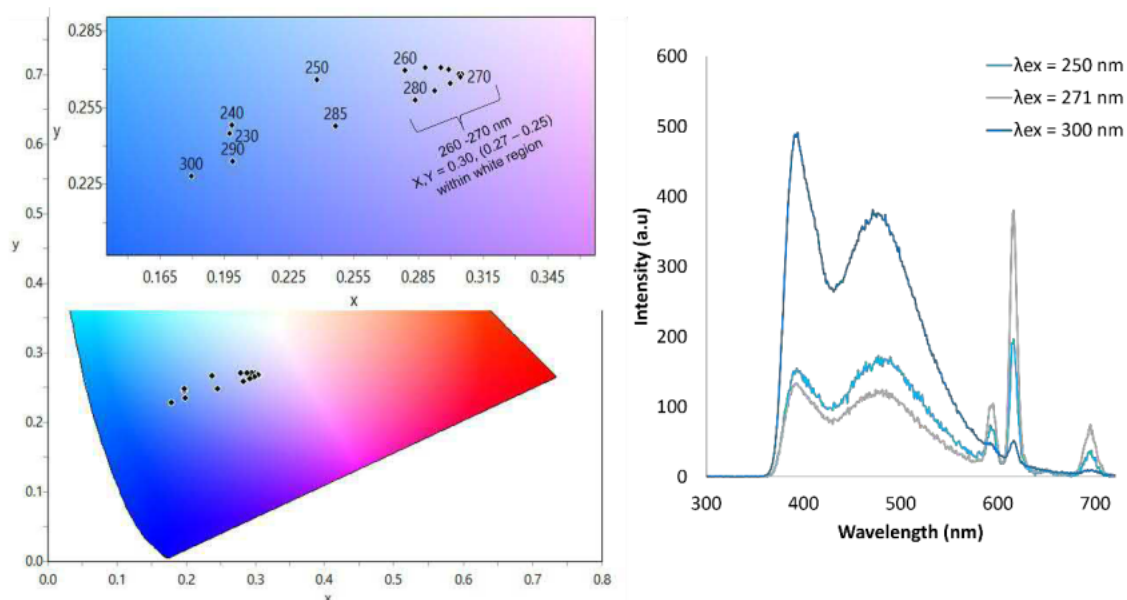 0.285
0.255
0.225
y
0.165 0.195 0.225 0.255 0.285 0.315 0.345
x
250
260
270
280
240
230
290
285
300
260 -270 nm
X,Y = 0.30, (0.27 – 0.25)
within white region
0.7
0.6
0.5
y
0.4
0.3
0.2
0.1
0.0
0.0 0.1 0.2 0.3 0.4 0.5 0.6 0.7 0.8
x
600
500
400
300
200
100
0
Intensity (a.u)
λex = 250 nm
λex = 271 nm
λex = 300 nm
300 400 500 600 700
Wavelength (nm)